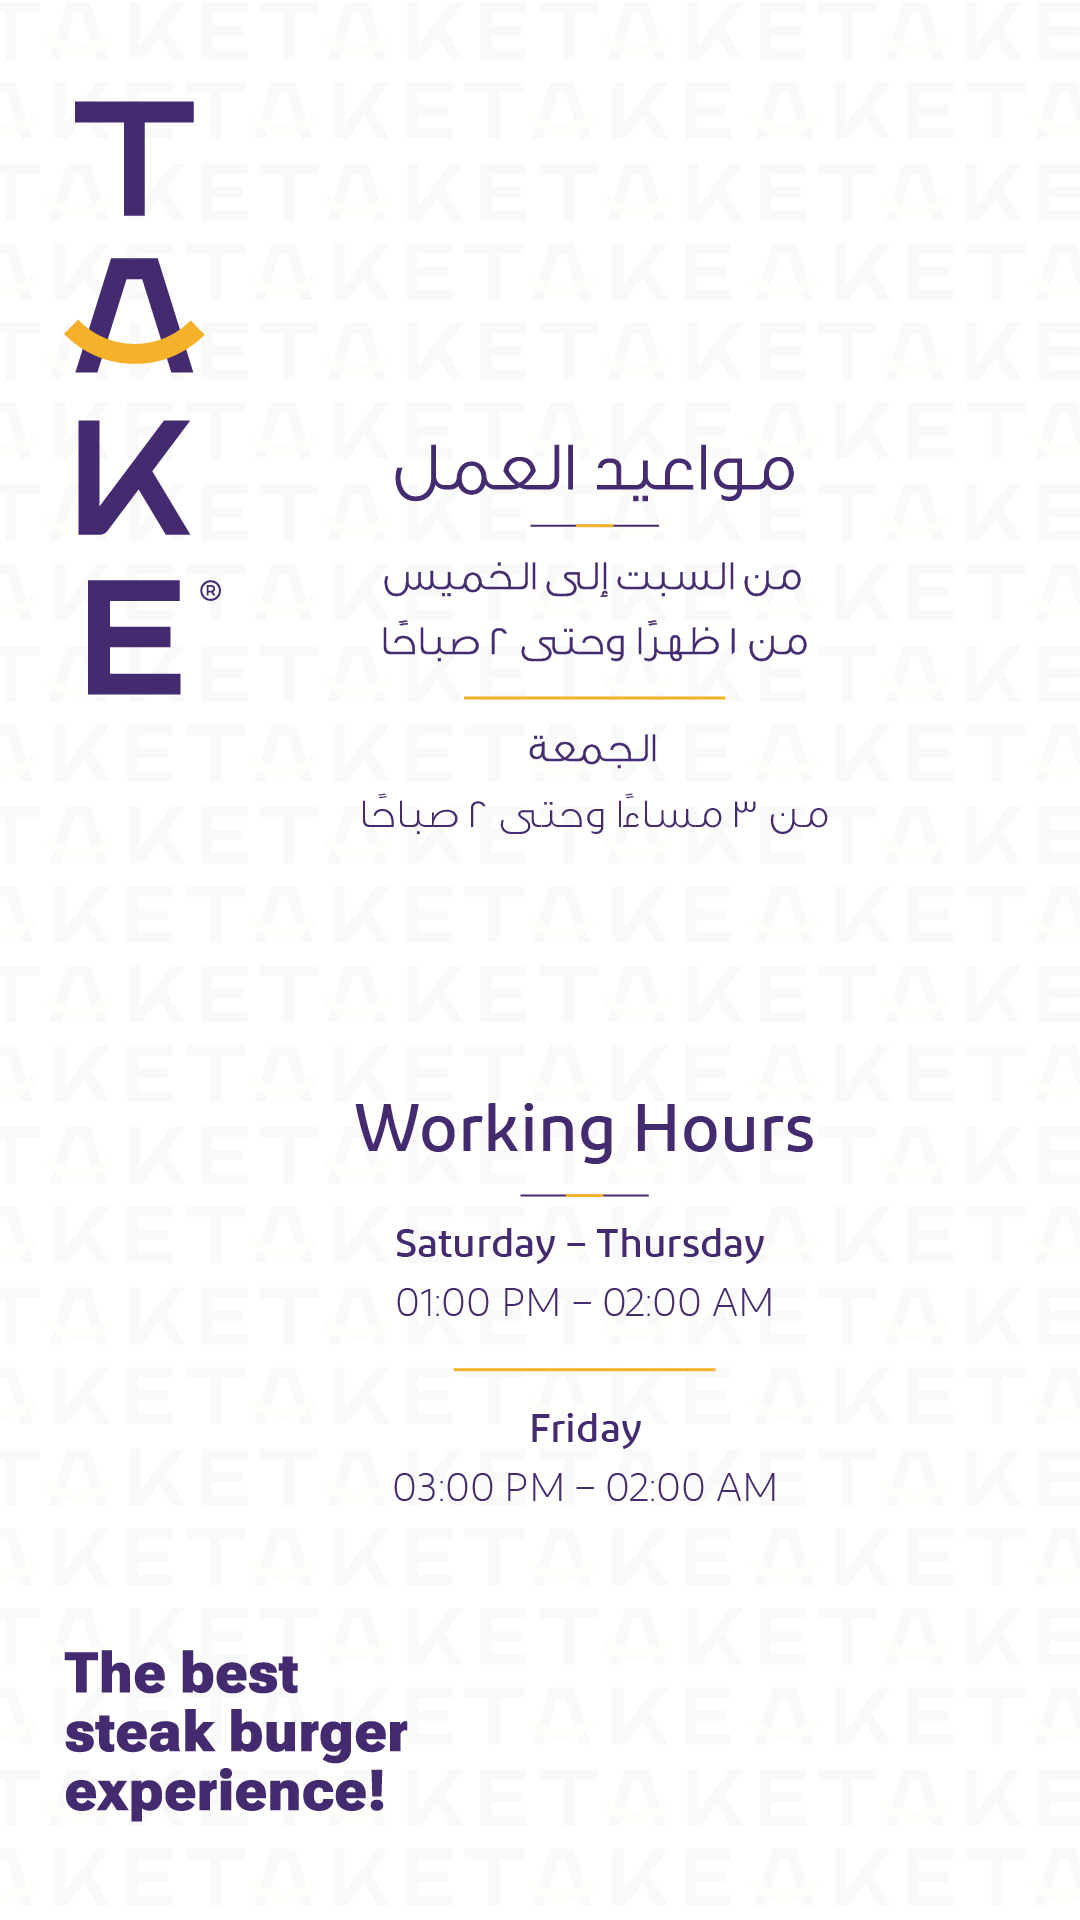 TAKE®
مواعيد العمل
من السبت إلى الخميس
من ١ ظهرًا وحتى ٢ صباحًا
الجمعة
من ٣ مساءًا وحتى ٢ صباحًا
Working Hours
Saturday – Thursday
01:00 PM – 02:00 AM
Friday
03:00 PM – 02:00 AM
The best
steak burger
experience!